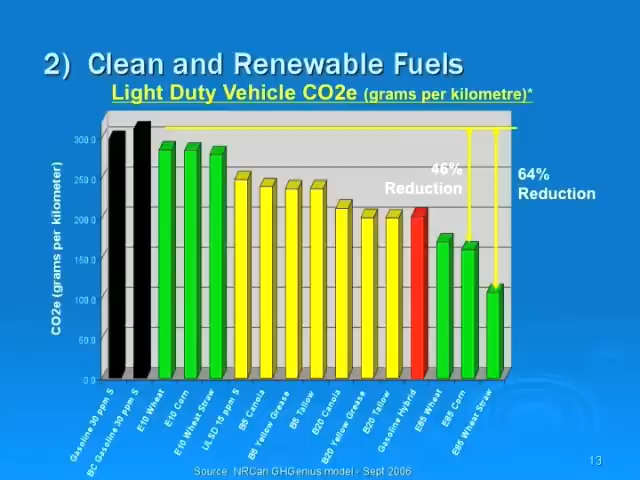 2) Clean and Renewable Fuels
Light Duty Vehicle CO2e (grams per kilometre)*
CO2e (grams per kilometer)
300.0
250.0
200.0
150.0
100.0
50.0
0.0
46%
Reduction
64%
Reduction
Gasoline 30 ppm S
BC Gasoline 30 ppm S
E10 Wheat
E10 Corn
E10 Wheat Straw
ULSD 15 ppm S
B5 Canola
B5 Yellow Grease
B5 Tallow
B20 Canola
B20 Yellow Grease
B20 Tallow
Gasoline Hybrid
E85 Wheat
E85 Corn
E85 Wheat Straw
Source: NRCan GHGenius model - Sept 2006
13